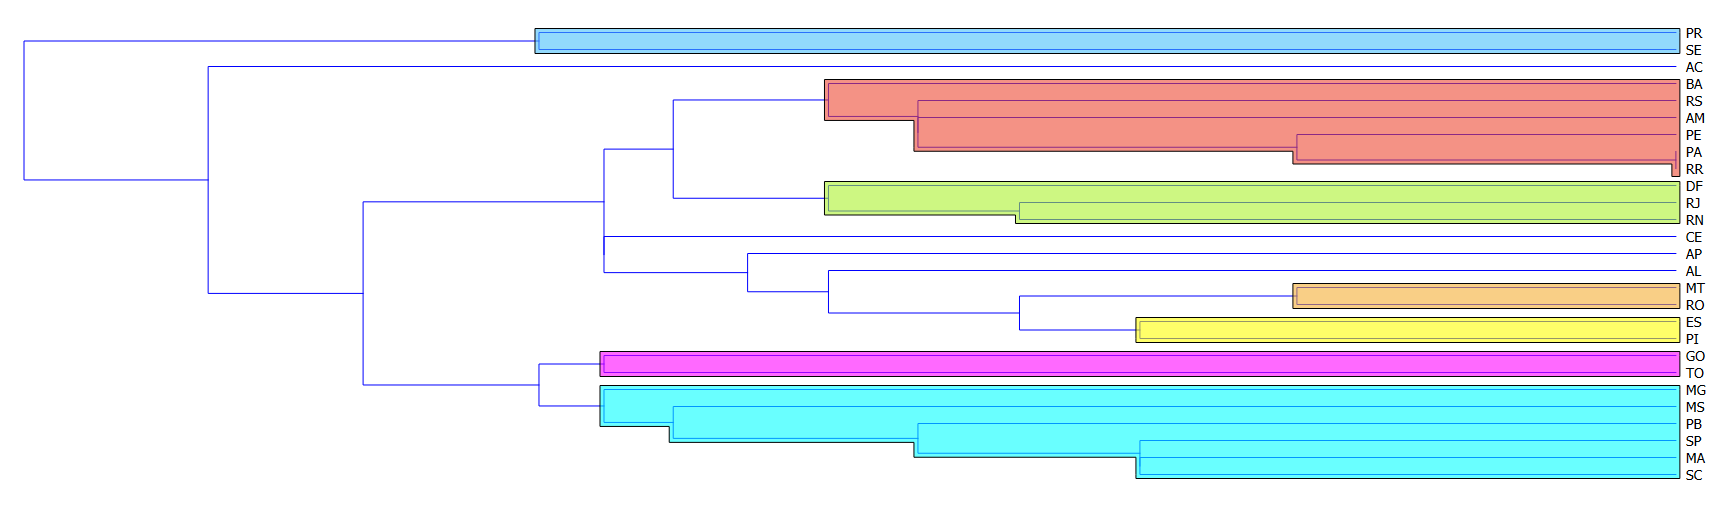 PR
SE
AC
BA
RS
AM
PE
PA
RR
DF
RJ
RN
CE
AP
AL
MT
RO
ES
PI
GO
TO
MG
MS
PB
SP
MA
SC